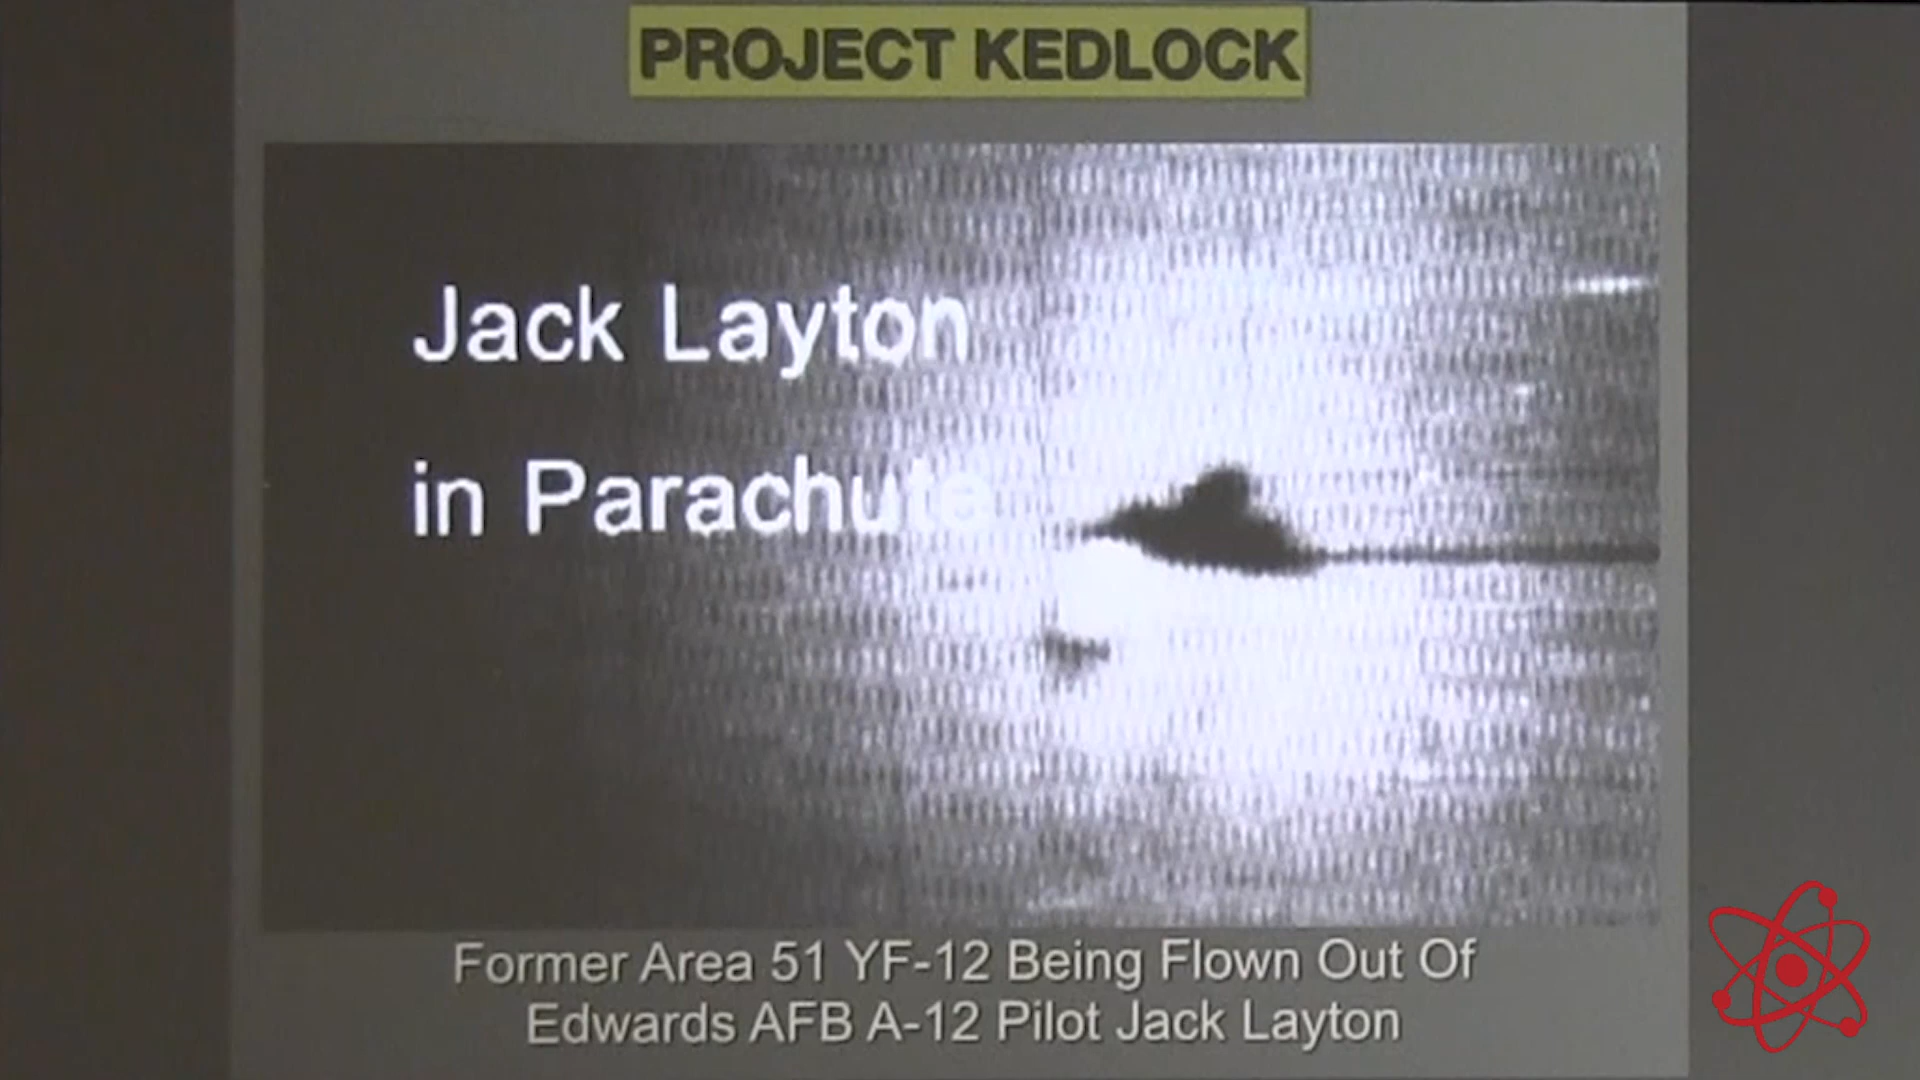 PROJECT KEDLOCK
Jack Layton
in Parachute
Former Area 51 YF-12 Being Flown Out Of
Edwards AFB A-12 Pilot Jack Layton